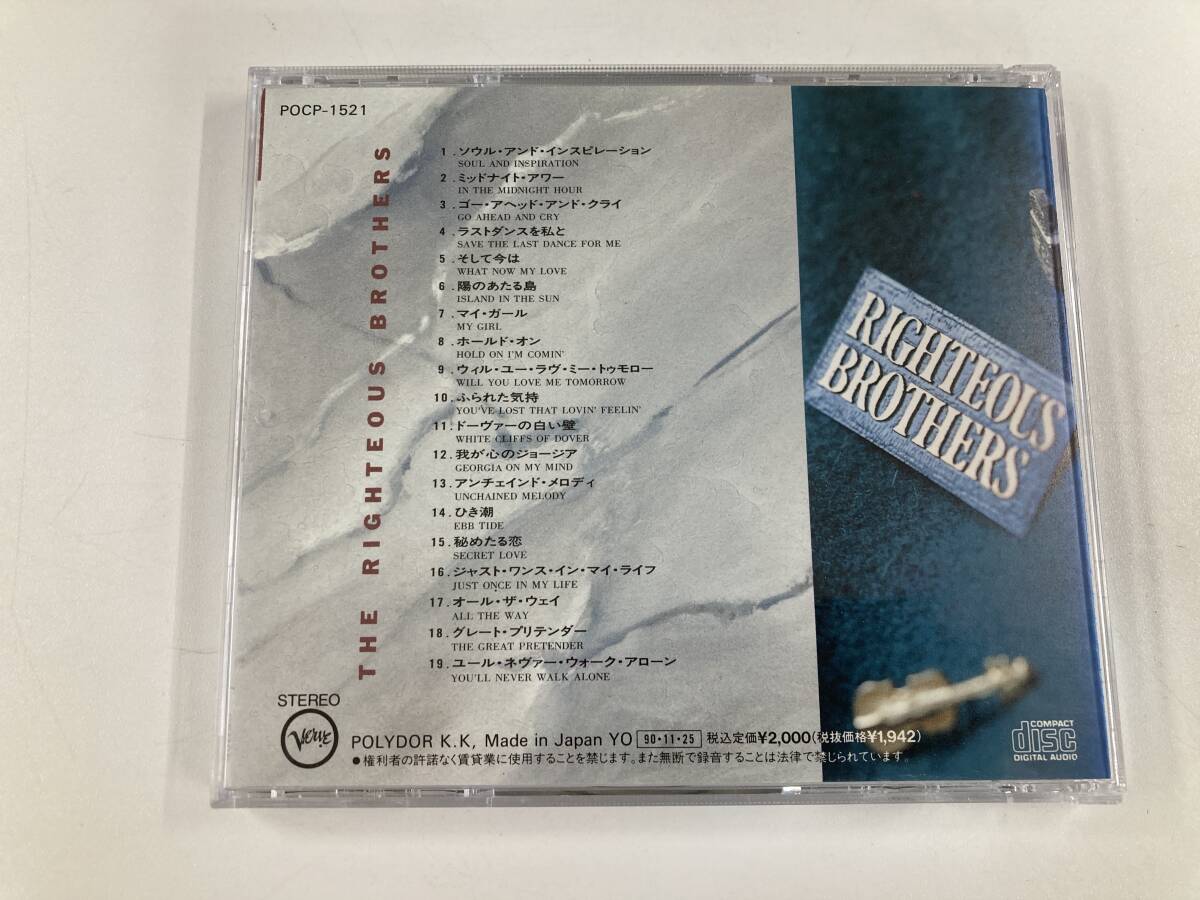 POCP-1521
THE RIGHTEOUS BROTHERS
1.ソウル・アンド・インスピレーション
SOUL AND INSPIRATION
2.ミッドナイト・アワー
IN THE MIDNIGHT HOUR
3.ゴー・アヘッド・アンド・クライ
GO AHEAD AND CRY
4.ラストダンスを私と
SAVE THE LAST DANCE FOR ME
5.そして今は
WHAT NOW MY LOVE
6.陽のあたる島
ISLAND IN THE SUN
7.マイ・ガール
MY GIRL
8.ホールド・オン
HOLD ON I'M COMIN'
9.ウィル・ユー・ラヴ・ミー・トゥモロー
WILL YOU LOVE ME TOMORROW
10.ふられた気持
YOU'VE LOST THAT LOVIN' FEELIN'
11.ドーヴァーの白い壁
WHITE CLIFFS OF DOVER
12.我が心のジョージア
GEORGIA ON MY MIND
13.アンチェインド・メロディ
UNCHAINED MELODY
14.ひき潮
EBB TIDE
15.秘めたる恋
SECRET LOVE
16.ジャスト・ワンス・イン・マイ・ライフ
JUST ONCE IN MY LIFE
17.オール・ザ・ウェイ
ALL THE WAY
18.グレート・プリテンダー
THE GREAT PRETENDER
19.ユール・ネヴァー・ウォーク・アローン
YOU'LL NEVER WALK ALONE
RIGHTEOUS
BROTHERS
STEREO
Verve
POLYDOR K.K, Made in Japan YO 90・11・25 税込定価¥2,000(税抜価格¥1,942)
●権利者の許諾なく賃貸業に使用することを禁じます。また無断で録音することは法律で禁じられています。
COMPACT
disc
DIGITAL AUDIO